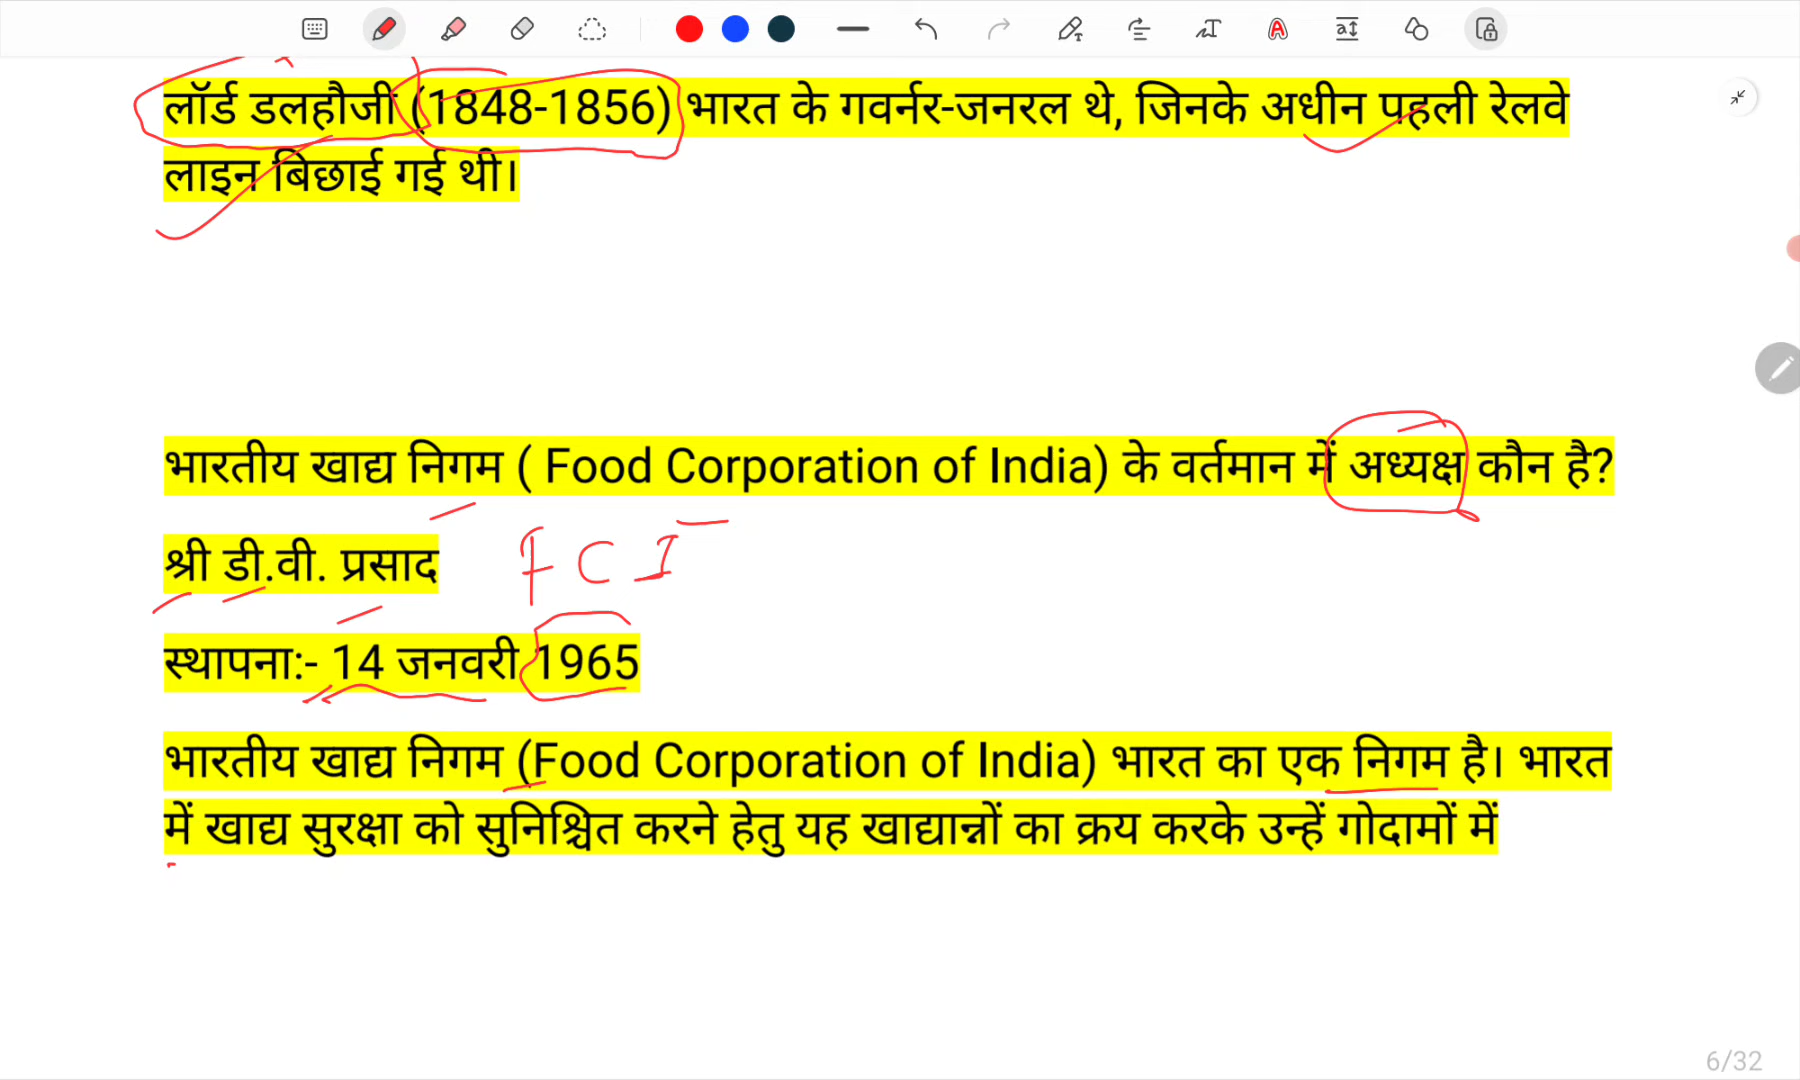 लॉर्ड डलहौजी (1848-1856) भारत के गवर्नर-जनरल थे, जिनके अधीन पहली रेलवे
लाइन बिछाई गई थी।
भारतीय खाद्य निगम ( Food Corporation of India) के वर्तमान में अध्यक्ष कौन है?
श्री डी.वी. प्रसाद FCI
स्थापना:- 14 जनवरी 1965
भारतीय खाद्य निगम (Food Corporation of India) भारत का एक निगम है। भारत
में खाद्य सुरक्षा को सुनिश्चित करने हेतु यह खाद्यान्नों का क्रय करके उन्हें गोदामों में
6/32